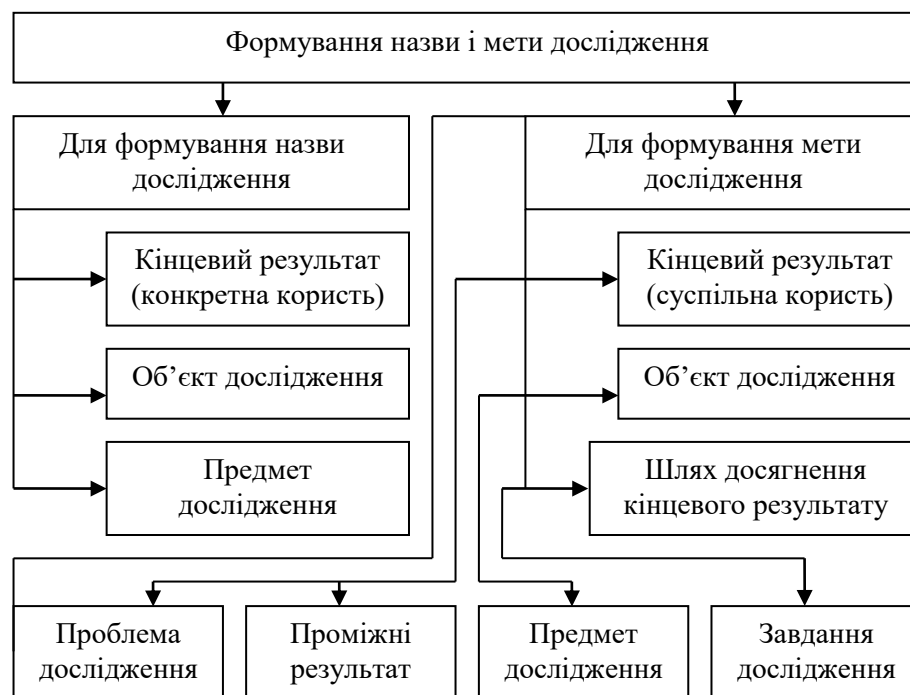 Формування назви і мети дослідження
Для формування назви
дослідження
Для формування мети
дослідження
Кінцевий результат
(конкретна користь)
Кінцевий результат
(суспільна користь)
Об’єкт дослідження
Об’єкт дослідження
Предмет
дослідження
Шлях досягнення
кінцевого результату
Проблема
дослідження
Проміжні
результат
Предмет
дослідження
Завдання
дослідження